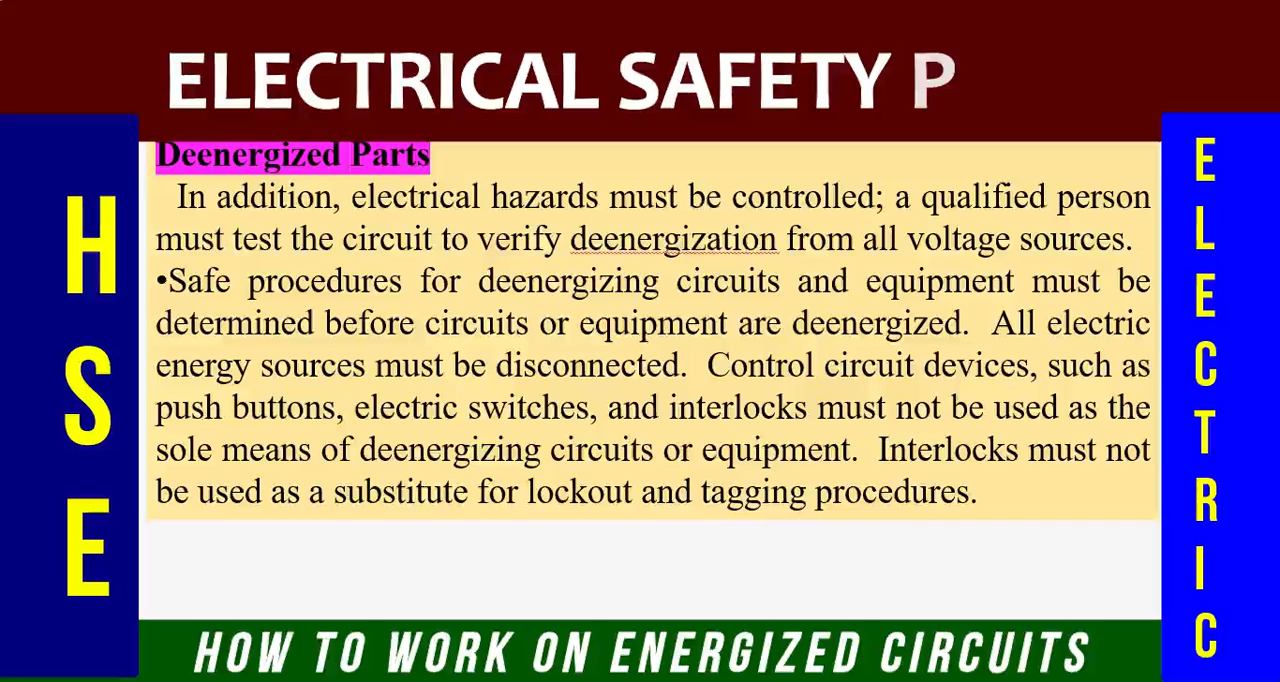 ELECTRICAL SAFETY P
Deenergized Parts
In addition, electrical hazards must be controlled; a qualified person
must test the circuit to verify deenergization from all voltage sources.
•Safe procedures for deenergizing circuits and equipment must be
determined before circuits or equipment are deenergized. All electric
energy sources must be disconnected. Control circuit devices, such as
push buttons, electric switches, and interlocks must not be used as the
sole means of deenergizing circuits or equipment. Interlocks must not
be used as a substitute for lockout and tagging procedures.
HSE
ELECTRIC
HOW TO WORK ON ENERGIZED CIRCUITS